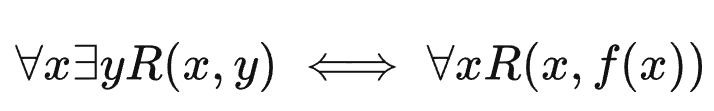 ∀x∃yR(x, y) ⟺ ∀xR(x, f(x))